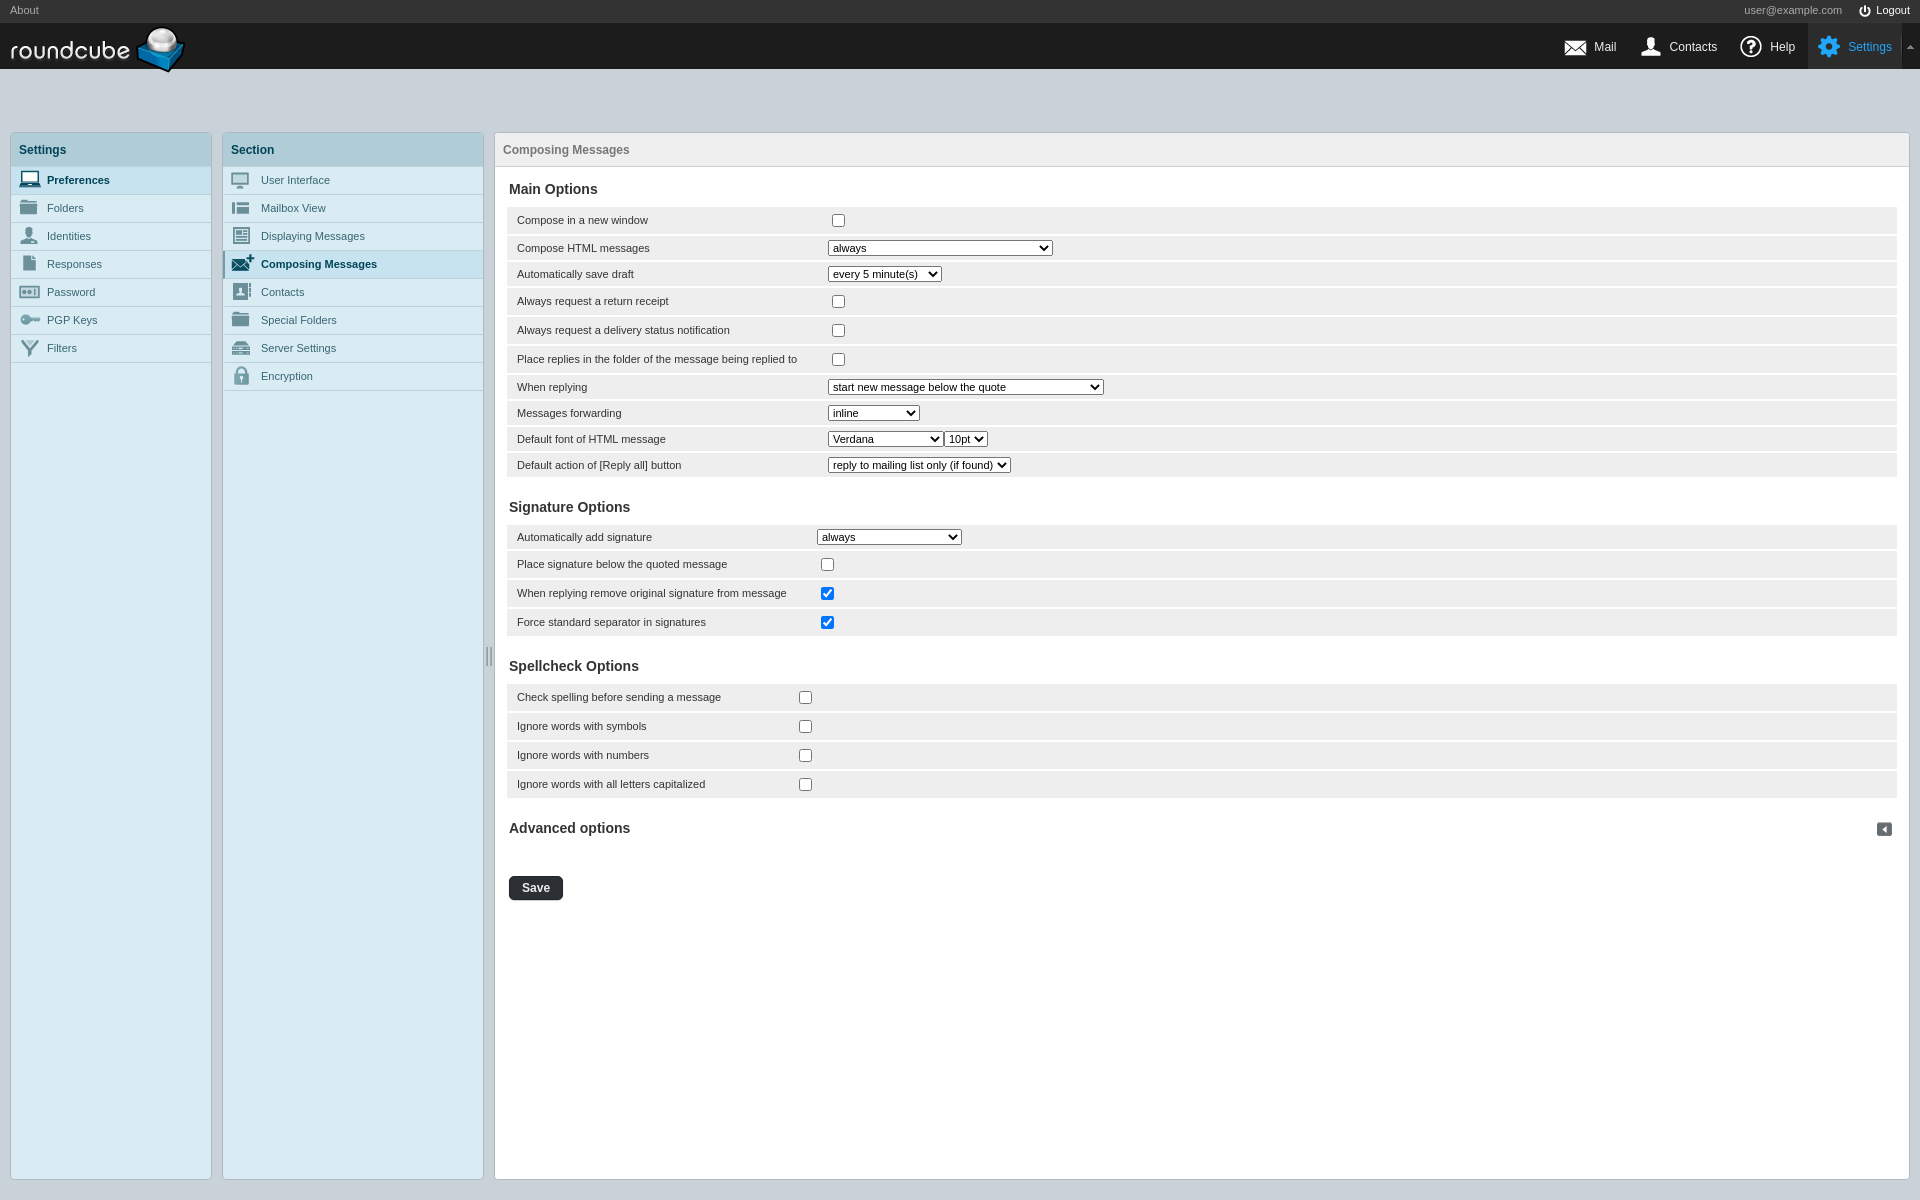 About
user@example.com
Logout
roundcube
Mail
Contacts
Help
Settings
Settings
Preferences
Folders
Identities
Responses
Password
PGP Keys
Filters
Section
User Interface
Mailbox View
Displaying Messages
Composing Messages
Contacts
Special Folders
Server Settings
Encryption
Composing Messages
Main Options
Compose in a new window
Compose HTML messages always
Automatically save draft every 5 minute(s)
Always request a return receipt
Always request a delivery status notification
Place replies in the folder of the message being replied to
When replying start new message below the quote
Messages forwarding inline
Default font of HTML message Verdana 10pt
Default action of [Reply all] button reply to mailing list only (if found)
Signature Options
Automatically add signature always
Place signature below the quoted message
When replying remove original signature from message
Force standard separator in signatures
Spellcheck Options
Check spelling before sending a message
Ignore words with symbols
Ignore words with numbers
Ignore words with all letters capitalized
Advanced options
Save